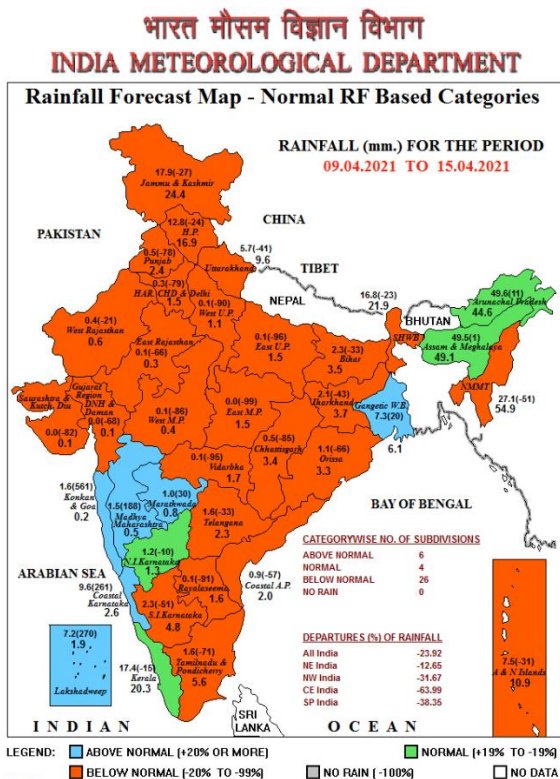 भारत मौसम विज्ञान विभाग
INDIA METEOROLOGICAL DEPARTMENT
Rainfall Forecast Map - Normal RF Based Categories
RAINFALL (mm.) FOR THE PERIOD
09.04.2021 TO 15.04.2021
17.9(-27)
Jammu & Kashmir
24.4
12.8(-24)
H.P.
16.9
CHINA
PAKISTAN
0.5(-78)
Punjab
2.4
5.7(-41)
9.6
Uttarakhand
TIBET
0.3(-79)
HAR. CHD & Delhi
1.5
NEPAL
0.1(-90)
West U.P.
1.1
16.8(-23)
21.9
BHUTAN
49.6(11)
Arunachal Pradesh
44.6
0.4(-21)
West Rajasthan
0.6
East Rajasthan
0.1(-66)
0.3
0.1(-96)
East U.P.
1.5
SHWB
49.5(1)
Assam & Meghalaya
49.1
2.3(-33)
Bihar
3.5
NMMT
27.1(-51)
54.9
Saurashtra &
Kutch, Diu
0.0(-82)
0.1
Gujarat
Region
DNH &
Daman
0.0(-68)
0.1
0.1(-86)
West M.P.
0.4
0.0(-99)
East M.P.
1.5
2.1(-43)
Jharkhand
3.7
Gangetic W.B.
7.3(20)
6.1
0.5(-85)
Chhattisgarh
3.4
1.1(-66)
Orissa
3.3
0.1(-95)
Vidarbha
1.7
1.6(561)
Konkan
& Goa
0.2
1.0(30)
Marathwada
0.8
1.5(188)
Madhya
Maharashtra
0.5
1.6(-33)
Telangana
2.3
BAY OF BENGAL
1.2(-10)
N.I.Karnataka
1.3
ARABIAN SEA
9.6(261)
Coastal
Karnataka
2.6
0.1(-91)
Rayalaseema
1.6
0.9(-57)
Coastal A.P.
2.0
2.3(-51)
S.I.Karnataka
4.8
CATEGORYWISE NO. OF SUBDIVISIONS
ABOVE NORMAL 6
NORMAL 4
BELOW NORMAL 26
NO RAIN 0
DEPARTURES (%) OF RAINFALL
All India -23.92
NE India -12.65
NW India -31.67
CE India -63.99
SP India -38.35
7.2(270)
1.9
Lakshadweep
17.4(-15)
Kerala
20.3
1.6(-71)
Tamilnadu &
Pondicherry
5.6
7.5(-31)
A & N Islands
10.9
SRI
LANKA
INDIAN OCEAN
LEGEND: ABOVE NORMAL (+20% OR MORE) NORMAL (+19% TO -19%)
BELOW NORMAL (-20% TO -99%) NO RAIN (-100%) NO DATA